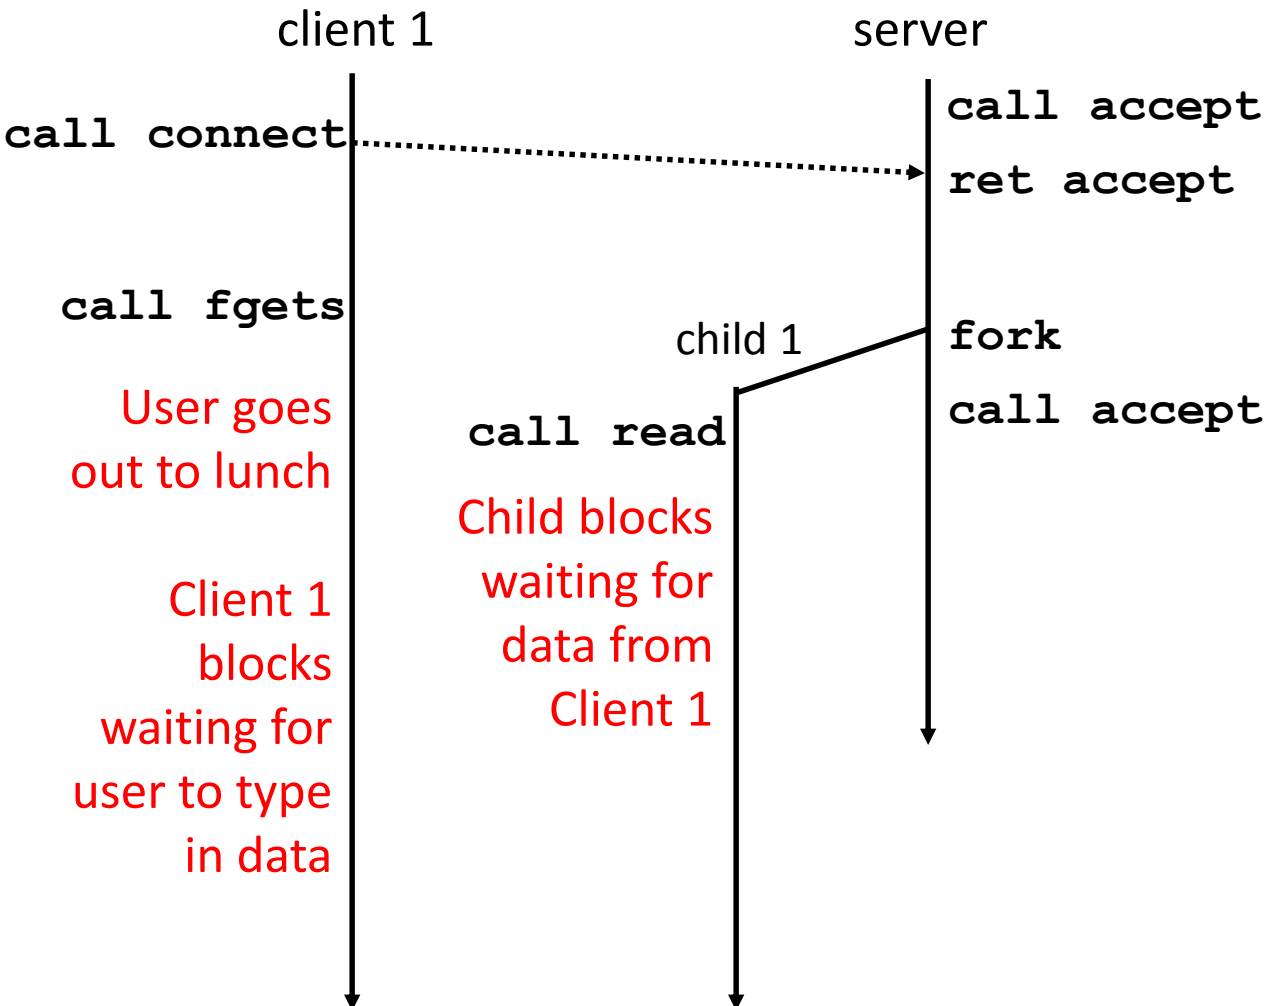 client 1
server
call accept
call connect
ret accept
call fgets
child 1
fork
User goes
out to lunch
call accept
call read
Child blocks
waiting for
data from
Client 1
Client 1
blocks
waiting for
user to type
in data